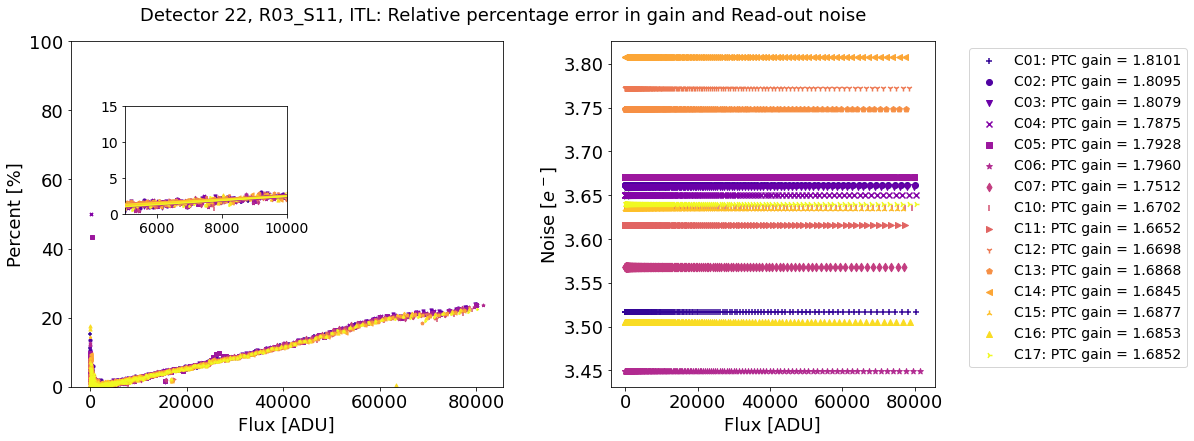 Detector 22, R03_S11, ITL: Relative percentage error in gain and Read-out noise
Percent [%]
100
80
60
40
20
0
15
10
5
0
6000 8000 10000
0 20000 40000 60000 80000
Flux [ADU]
Noise [e⁻]
3.80
3.75
3.70
3.65
3.60
3.55
3.50
3.45
0 20000 40000 60000 80000
Flux [ADU]
C01: PTC gain = 1.8101
C02: PTC gain = 1.8095
C03: PTC gain = 1.8079
C04: PTC gain = 1.7875
C05: PTC gain = 1.7928
C06: PTC gain = 1.7960
C07: PTC gain = 1.7512
C10: PTC gain = 1.6702
C11: PTC gain = 1.6652
C12: PTC gain = 1.6698
C13: PTC gain = 1.6868
C14: PTC gain = 1.6845
C15: PTC gain = 1.6877
C16: PTC gain = 1.6853
C17: PTC gain = 1.6852